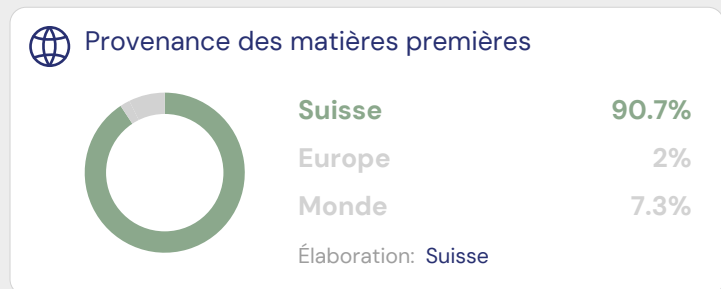 Provenance des matières premières
Suisse 90.7%
Europe 2%
Monde 7.3%
Élaboration: Suisse